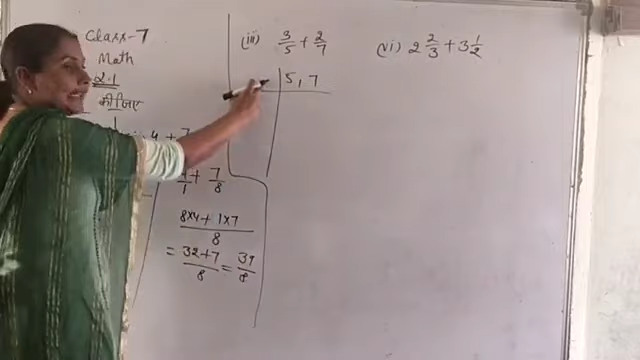 Class-7
Math
2.1
कीजिए
4 + 7
1 + 7/8
8×4+1×7
8
= 32+7/8 = 39/8
(iii) 3/5 + 2/7
5, 7
(vi) 2 2/3 + 3 1/2